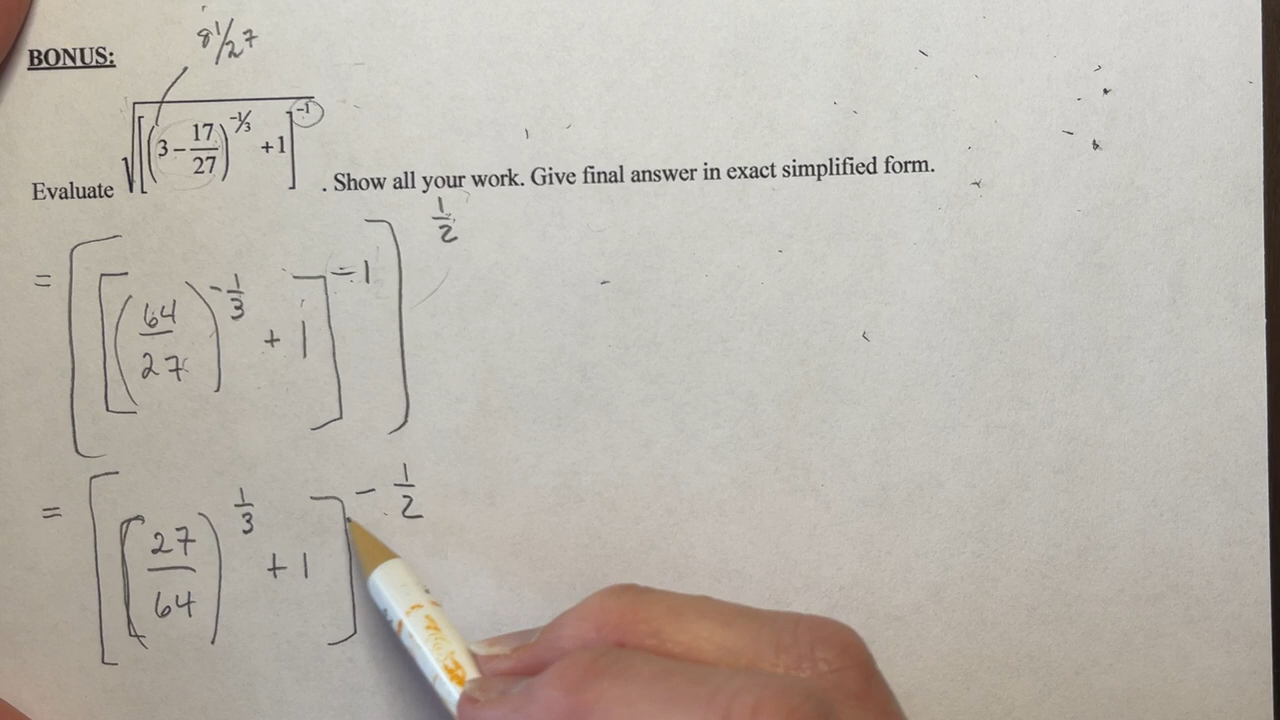 81/27
BONUS:
Evaluate √[(3 − 17/27)^(-1/3) + 1]^(-1) . Show all your work. Give final answer in exact simplified form.
= [[(64/27)^(-1/3) + 1]^(-1)]^(1/2)
= [(27/64)^(1/3) + 1]^(-1/2)